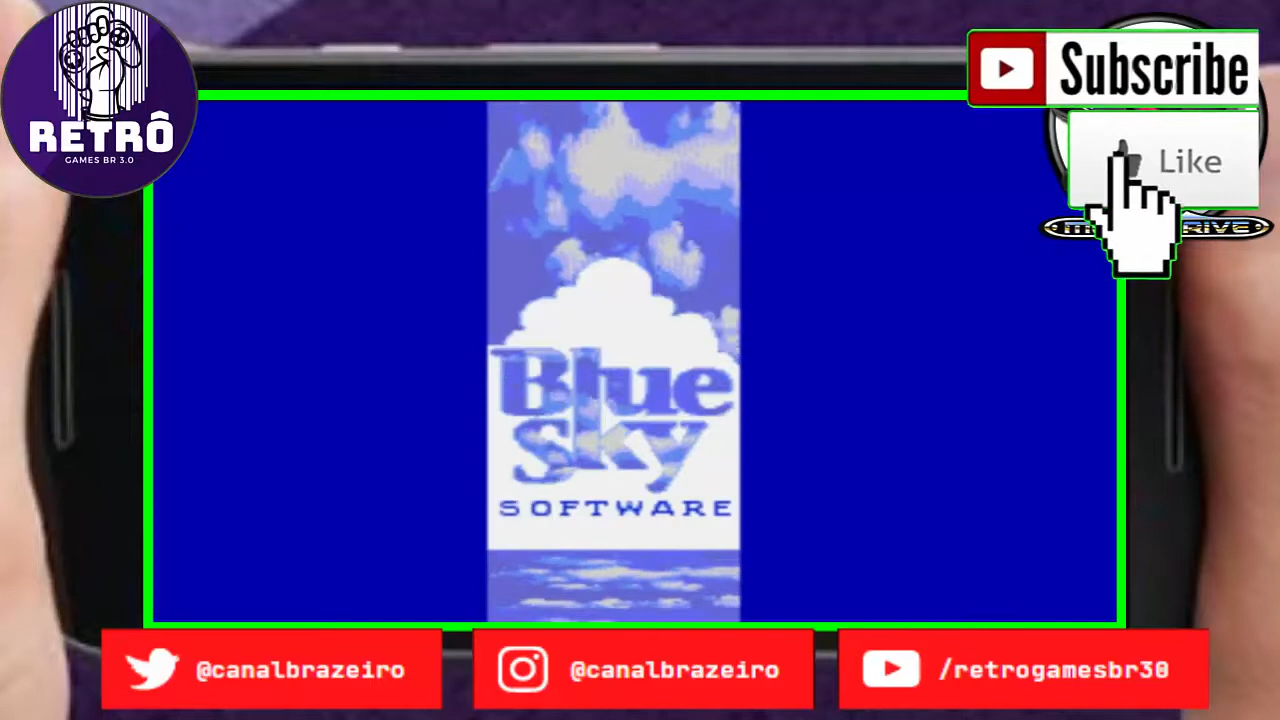 RETRÔ
GAMES BR 3.0
Subscribe
Like
Blue
Sky
SOFTWARE
@canalbrazeiro
@canalbrazeiro
/retrogamesbr30